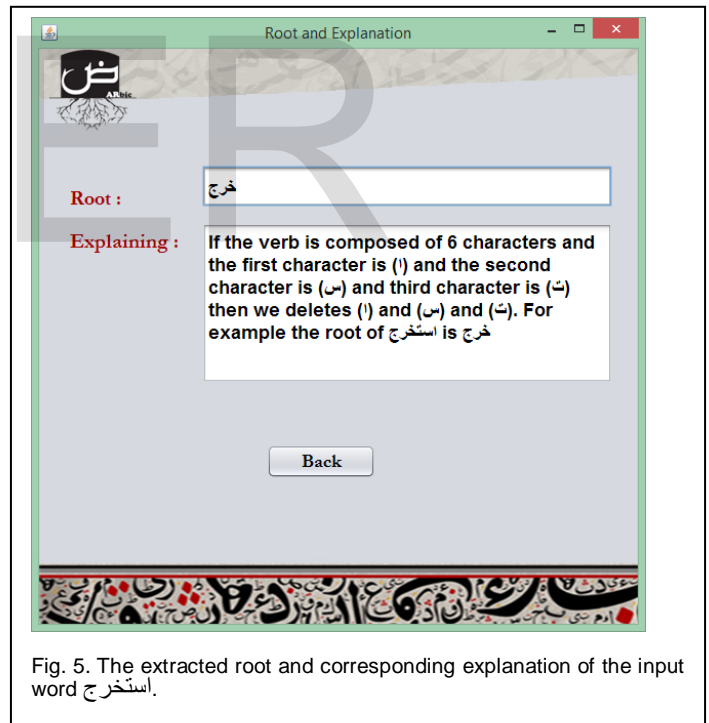 Root and Explanation
ض
ARbic
ER
Root :
خرج
Explaining :
If the verb is composed of 6 characters and
the first character is (ا) and the second
character is (س) and third character is (ت)
then we deletes (ا) and (س) and (ت). For
example the root of استخرج is خرج
Back
Fig. 5. The extracted root and corresponding explanation of the input
word استخرج.